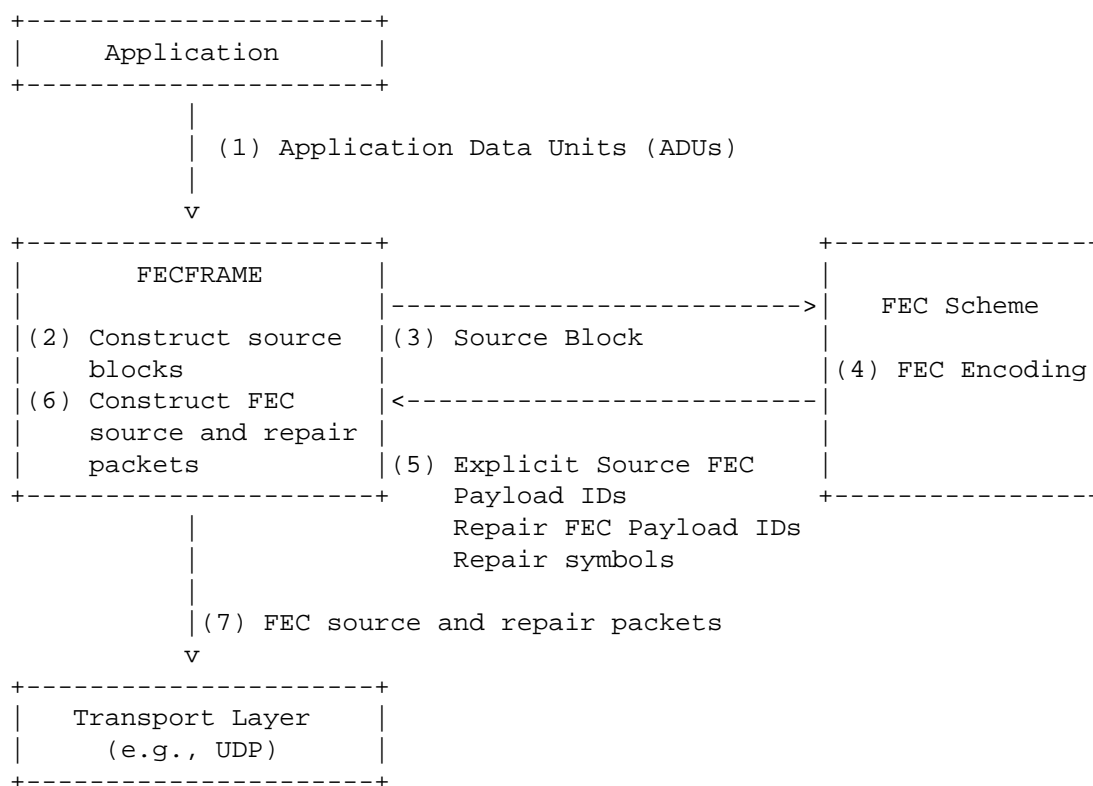 +----------------------+
|     Application      |
+----------------------+
           |
           | (1) Application Data Units (ADUs)
           |
           v
+----------------------+                           +----------------
|       FECFRAME       |                           |
|                      |-------------------------->|   FEC Scheme
|(2) Construct source  |(3) Source Block           |
|    blocks            |                           |(4) FEC Encoding
|(6) Construct FEC     |<--------------------------|
|    source and repair |                           |
|    packets           |(5) Explicit Source FEC    |
+----------------------+    Payload IDs            +----------------
           |                Repair FEC Payload IDs
           |                Repair symbols
           |
           |(7) FEC source and repair packets
           v
+----------------------+
|   Transport Layer    |
|     (e.g., UDP)      |
+----------------------+